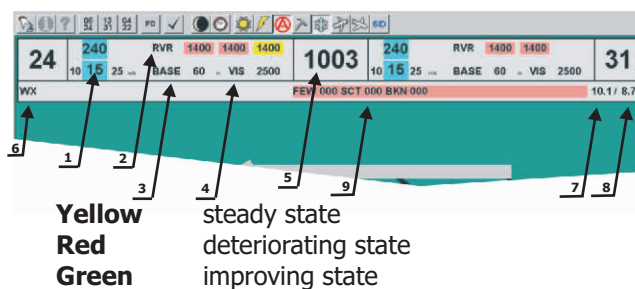 PD SID
240 RVR 1400 1400 1400 240 RVR 1400 1400
24 1003 31
10 15 25 BASE 60 VIS 2500 10 15 25 BASE 60 VIS 2500
WX FEW 000 SCT 000 BKN 000 10.1 / 8.7
6 1 2 3 4 5 9 7 8
Yellow steady state
Red deteriorating state
Green improving state